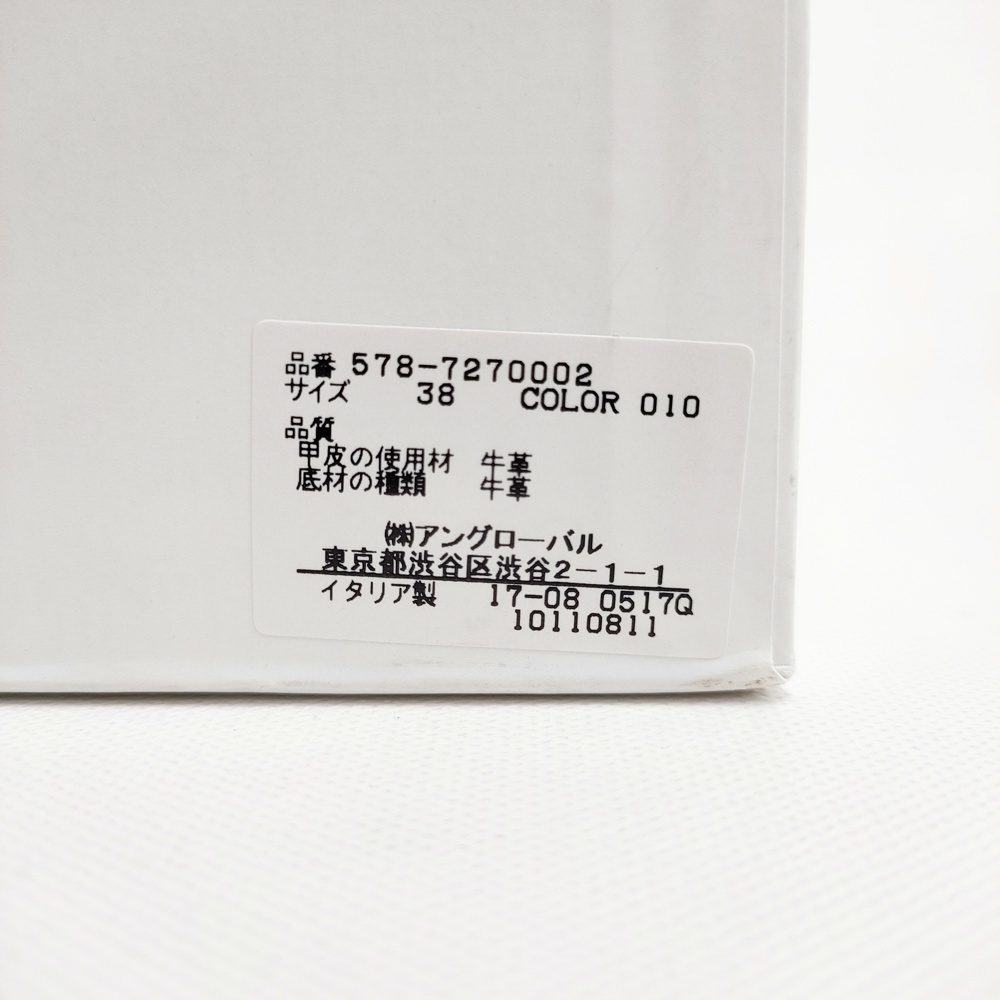 品番 578-7270002
サイズ 38 COLOR 010
品質
甲皮の使用材 牛革
底材の種類 牛革
㈱アングローバル
東京都渋谷区渋谷2-1-1
イタリア製 17-08 0517Q
10110811